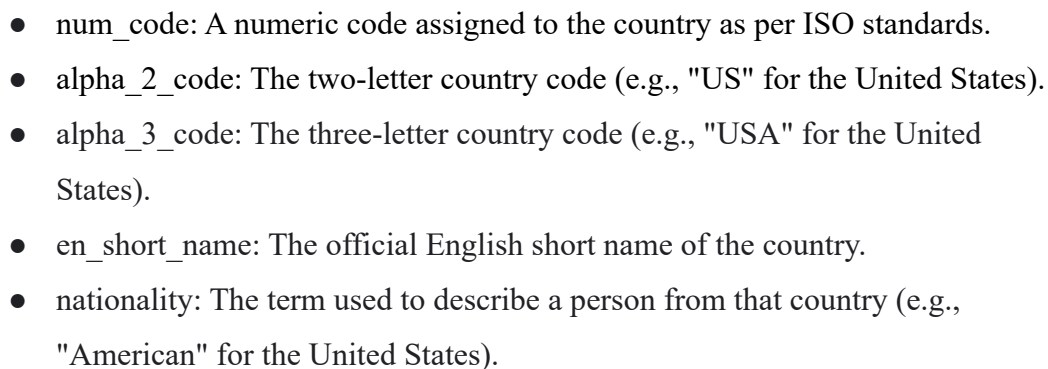 ● num_code: A numeric code assigned to the country as per ISO standards.
● alpha_2_code: The two-letter country code (e.g., "US" for the United States).
● alpha_3_code: The three-letter country code (e.g., "USA" for the United
States).
● en_short_name: The official English short name of the country.
● nationality: The term used to describe a person from that country (e.g.,
"American" for the United States).